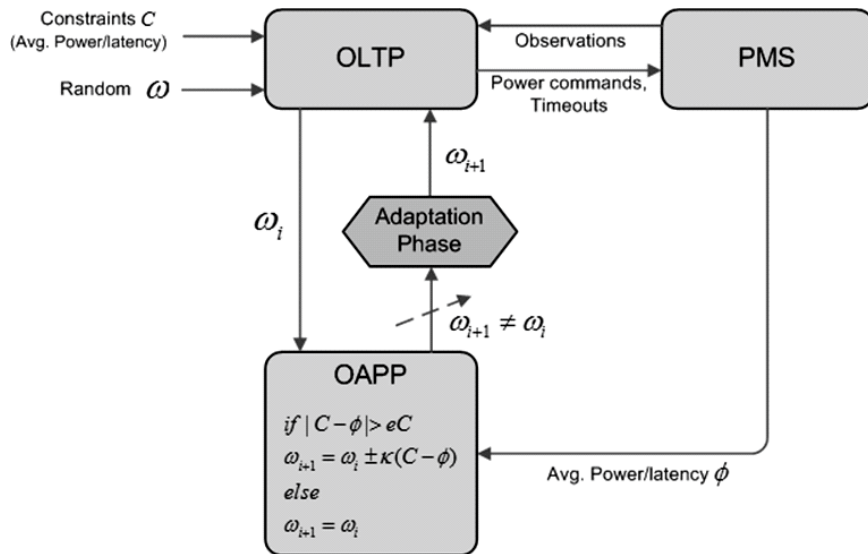 Constraints C
(Avg. Power/latency)
Random ω
OLTP
Observations
Power commands,
Timeouts
PMS
ω_{i+1}
ω_i
Adaptation
Phase
ω_{i+1} ≠ ω_i
OAPP
if | C − ϕ |> eC
ω_{i+1} = ω_i ± κ(C − ϕ)
else
ω_{i+1} = ω_i
Avg. Power/latency ϕ